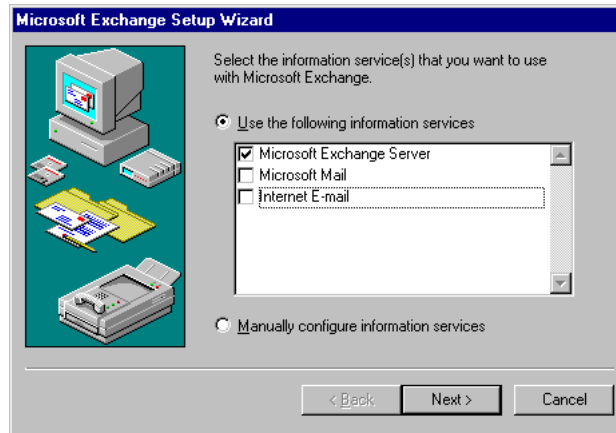 Microsoft Exchange Setup Wizard
Select the information service(s) that you want to use
with Microsoft Exchange.
Use the following information services
Microsoft Exchange Server
Microsoft Mail
Internet E-mail
Manually configure information services
< Back
Next >
Cancel